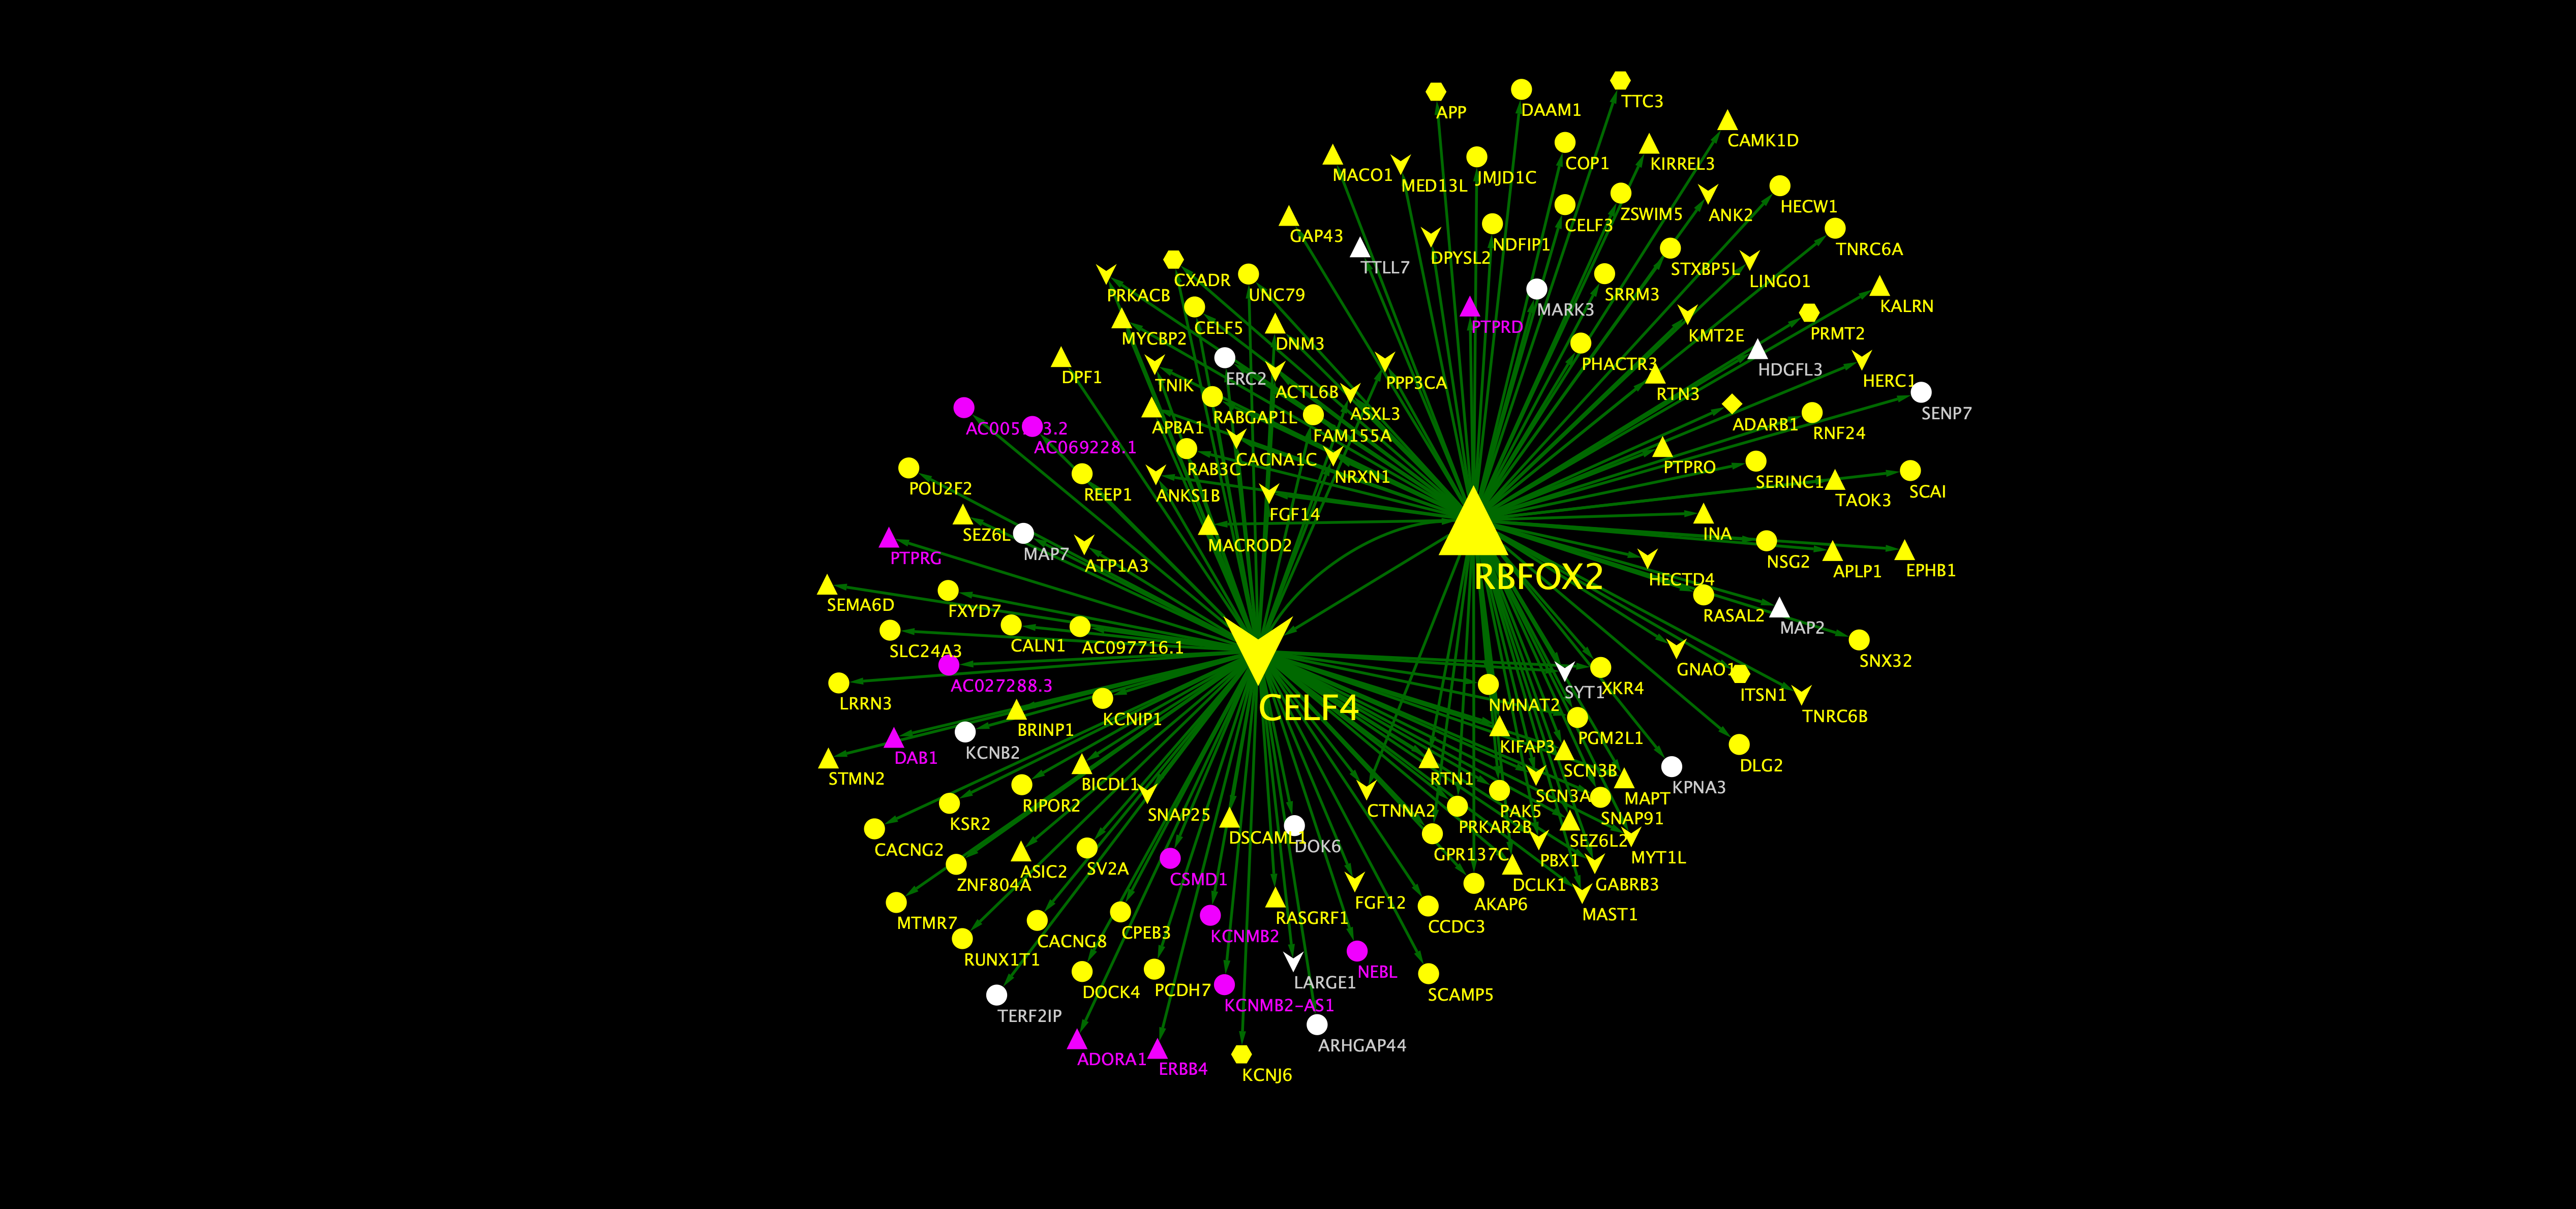 TTC3
APP
DAAM1
CAMK1D
COP1
KIRREL3
MACO1
MED13L
JMJD1C
HECW1
ZSWIM5
ANK2
CELF3
GAP43
NDFIP1
TNRC6A
DPYSL2
TTLL7
STXBP5L
LINGO1
CXADR
PRKACB
UNC79
SRRM3
KALRN
MARK3
CELF5
PTPRD
PRMT2
KMT2E
MYCBP2
DNM3
PHACTR3
HDGFL3
DPF1
ERC2
TNIK
PPP3CA
HERC1
ACTL6B
RTN3
ASXL3
SENP7
RABGAP1L
ADARB1
AC069228.1
APBA1
FAM155A
RNF24
CACNA1C
RAB3C
PTPRO
NRXN1
SERINC1
POU2F2
REEP1
ANKS1B
SCAI
TAOK3
FGF14
SEZ6L
MACROD2
INA
MAP7
PTPRG
ATP1A3
NSG2
APLP1
EPHB1
RBFOX2
HECTD4
SEMA6D
FXYD7
RASAL2
MAP2
CALN1
AC097716.1
SLC24A3
SNX32
GNAO1
AC027288.3
SYT1
XKR4
ITSN1
LRRN3
NMNAT2
CELF4
KCNIP1
TNRC6B
BRINP1
PGM2L1
KIFAP3
KCNB2
DAB1
DLG2
SCN3B
STMN2
RTN1
BICDL1
KPNA3
SCN3A
MAPT
RIPOR2
CTNNA2
PAK5
SNAP25
SNAP91
KSR2
PRKAR2B
DSCAML1
SEZ6L2
DOK6
CACNG2
GPR137C
MYT1L
PBX1
SV2A
ASIC2
CSMD1
ZNF804A
DCLK1
GABRB3
FGF12
AKAP6
MAST1
RASGRF1
MTMR7
CCDC3
CPEB3
KCNMB2
CACNG8
RUNX1T1
NEBL
LARGE1
PCDH7
DOCK4
SCAMP5
KCNMB2-AS1
TERF2IP
ARHGAP44
ADORA1
ERBB4
KCNJ6